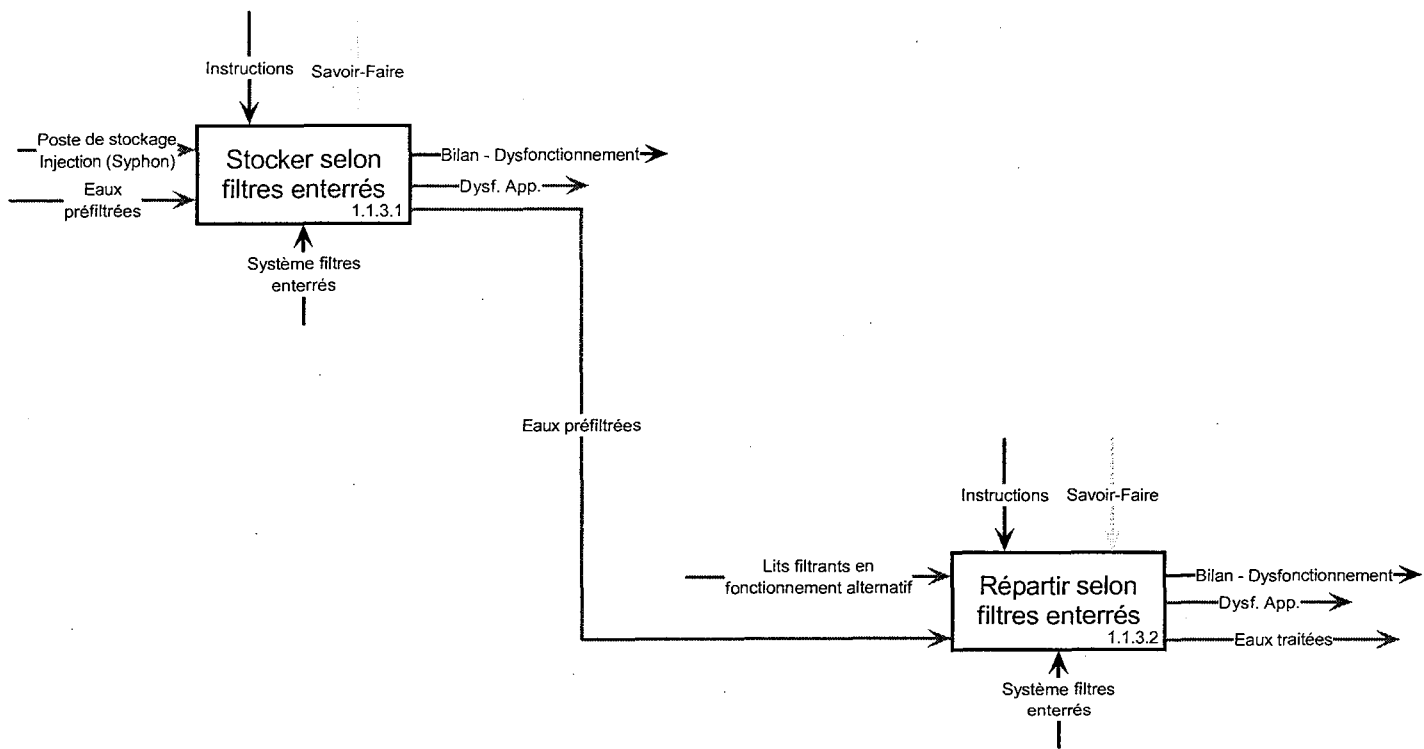 Instructions
Savoir-Faire
Poste de stockage
Injection (Syphon)
Stocker selon
filtres enterrés
1.1.3.1
Bilan - Dysfonctionnement
Dysf. App.
Eaux
préfiltrées
Système filtres
enterrés
Eaux préfiltrées
Instructions
Savoir-Faire
Lits filtrants en
fonctionnement alternatif
Répartir selon
filtres enterrés
1.1.3.2
Bilan - Dysfonctionnement
Dysf. App.
Eaux traitées
Système filtres
enterrés